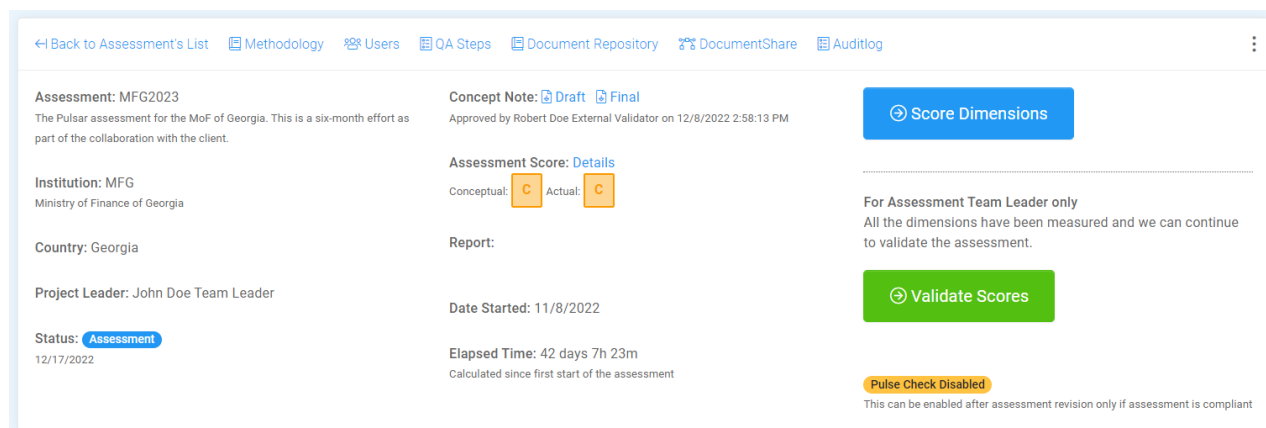 Back to Assessment's List Methodology Users QA Steps Document Repository DocumentShare Auditlog
Assessment: MFG2023
The Pulsar assessment for the MoF of Georgia. This is a six-month effort as
part of the collaboration with the client.
Institution: MFG
Ministry of Finance of Georgia
Country: Georgia
Project Leader: John Doe Team Leader
Status: Assessment
12/17/2022
Concept Note: Draft Final
Approved by Robert Doe External Validator on 12/8/2022 2:58:13 PM
Assessment Score: Details
Conceptual: C Actual: C
Report:
Date Started: 11/8/2022
Elapsed Time: 42 days 7h 23m
Calculated since first start of the assessment
Score Dimensions
For Assessment Team Leader only
All the dimensions have been measured and we can continue
to validate the assessment.
Validate Scores
Pulse Check Disabled
This can be enabled after assessment revision only if assessment is compliant